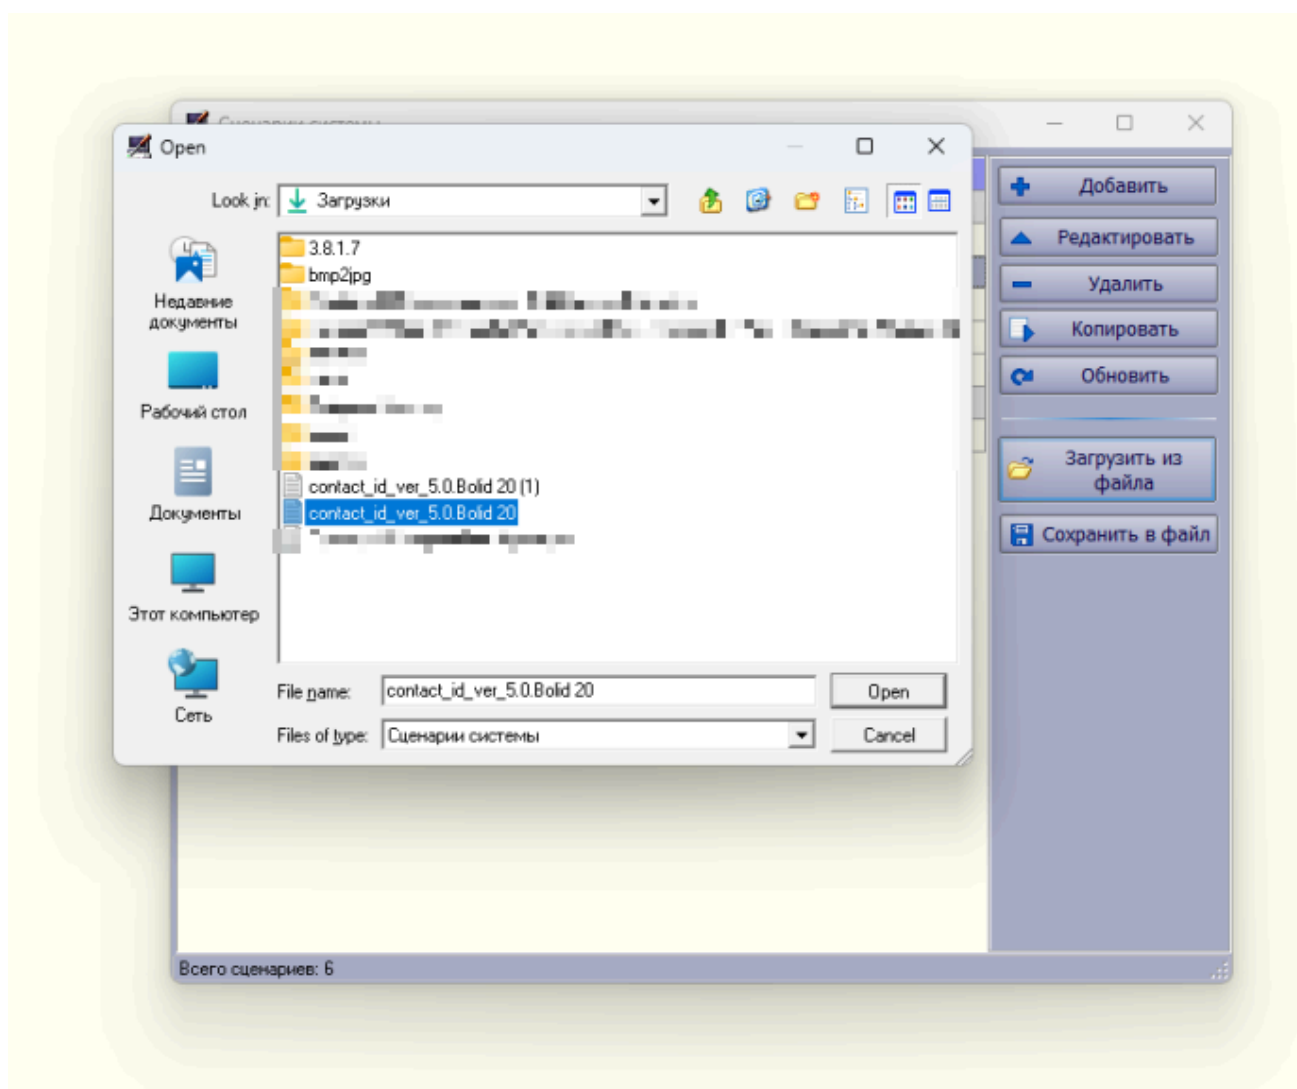 Open
Look in:
Загрузки
3.8.1.7
bmp2jpg
contact_id_ver_5.0.Bolid 20 (1)
contact_id_ver_5.0.Bolid 20
Недавние
документы
Рабочий стол
Документы
Этот компьютер
Сеть
File name:
contact_id_ver_5.0.Bolid 20
Open
Files of type:
Сценарии системы
Cancel
Добавить
Редактировать
Удалить
Копировать
Обновить
Загрузить из
файла
Сохранить в файл
Всего сценариев: 6